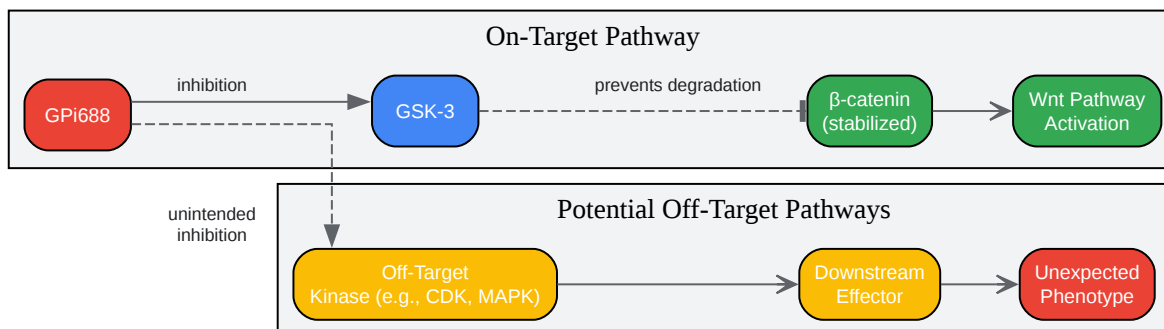 On-Target Pathway
GPi688
inhibition
GSK-3
prevents degradation
β-catenin
(stabilized)
Wnt Pathway
Activation
unintended
inhibition
Potential Off-Target Pathways
Off-Target
Kinase (e.g., CDK, MAPK)
Downstream
Effector
Unexpected
Phenotype